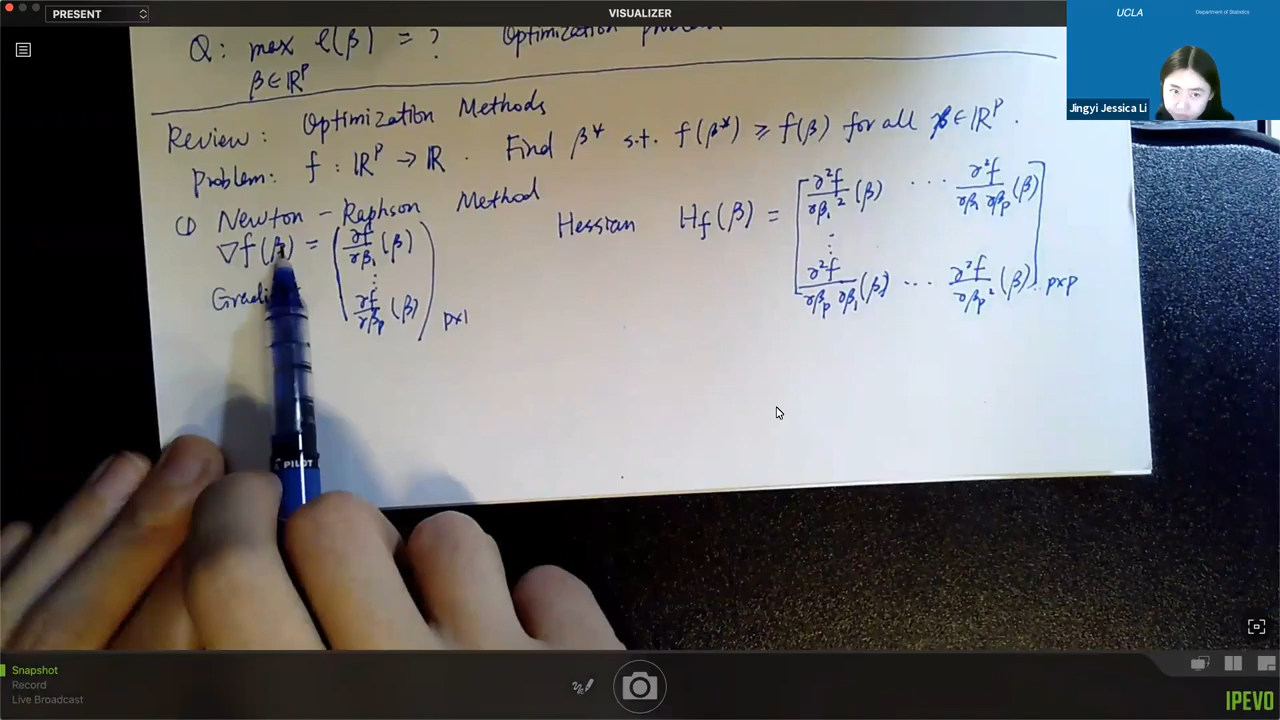 PRESENT
VISUALIZER
UCLA
Department of Statistics
Jingyi Jessica Li
Q: max ℓ(β) = ? Optimization
β∈ℝᵖ
Review: Optimization Methods
Problem: f: ℝᵖ → ℝ. Find β* s.t. f(β*) ≥ f(β) for all β∈ℝᵖ.
① Newton - Raphson Method
∇f(β) = (∂f/∂β₁ (β) ⋮ ∂f/∂βₚ (β)) p×1
Hessian H_f(β) = [∂²f/∂β₁² (β) ⋯ ∂²f/∂β₁∂βₚ (β)
⋮
∂²f/∂βₚ∂β₁ (β) ⋯ ∂²f/∂βₚ² (β)] p×p
PILOT
Snapshot
Record
Live Broadcast
IPEVO